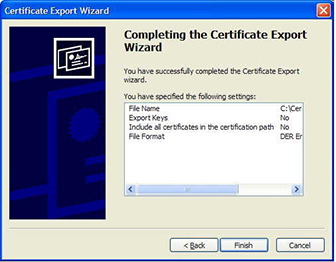 Certificate Export Wizard
Completing the Certificate Export
Wizard
You have successfully completed the Certificate Export
wizard.
You have specified the following settings:
File Name C:\Cer
Export Keys No
Include all certificates in the certification path No
File Format DER En
< Back
Finish
Cancel